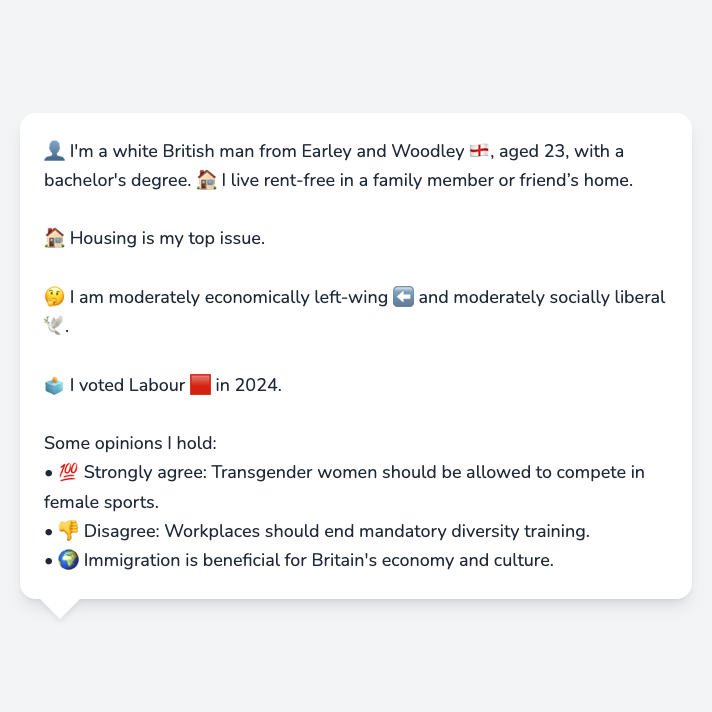 👤 I'm a white British man from Earley and Woodley 🏴󠁧󠁢󠁥󠁮󠁧󠁿, aged 23, with a
bachelor's degree. 🏠 I live rent-free in a family member or friend’s home.
🏠 Housing is my top issue.
🤔 I am moderately economically left-wing ⬅️ and moderately socially liberal
🕊️.
🗳️ I voted Labour 🟥 in 2024.
Some opinions I hold:
• 💯 Strongly agree: Transgender women should be allowed to compete in
female sports.
• 👎 Disagree: Workplaces should end mandatory diversity training.
• 🌍 Immigration is beneficial for Britain's economy and culture.